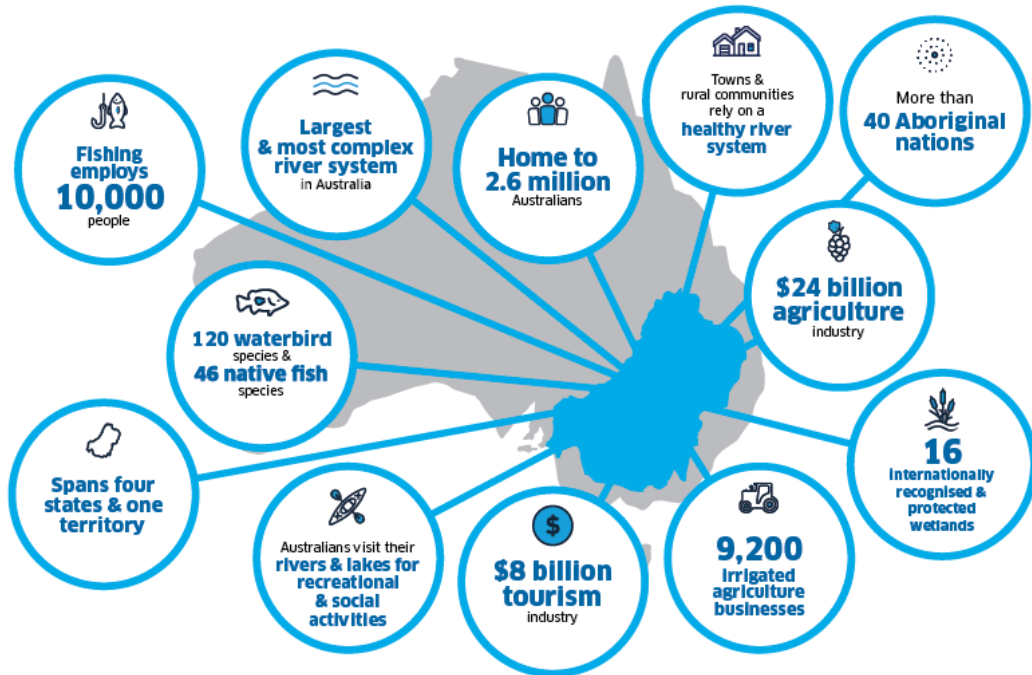 Fishing
employs
10,000
people
Largest
& most complex
river system
in Australia
Home to
2.6 million
Australians
Towns &
rural communities
rely on a
healthy river
system
More than
40 Aboriginal
nations
$24 billion
agriculture
industry
120 waterbird
species &
46 native fish
species
Spans four
states & one
territory
Australians visit their
rivers & lakes for
recreational
& social
activities
$
$8 billion
tourism
industry
9,200
irrigated
agriculture
businesses
16
internationally
recognised &
protected
wetlands